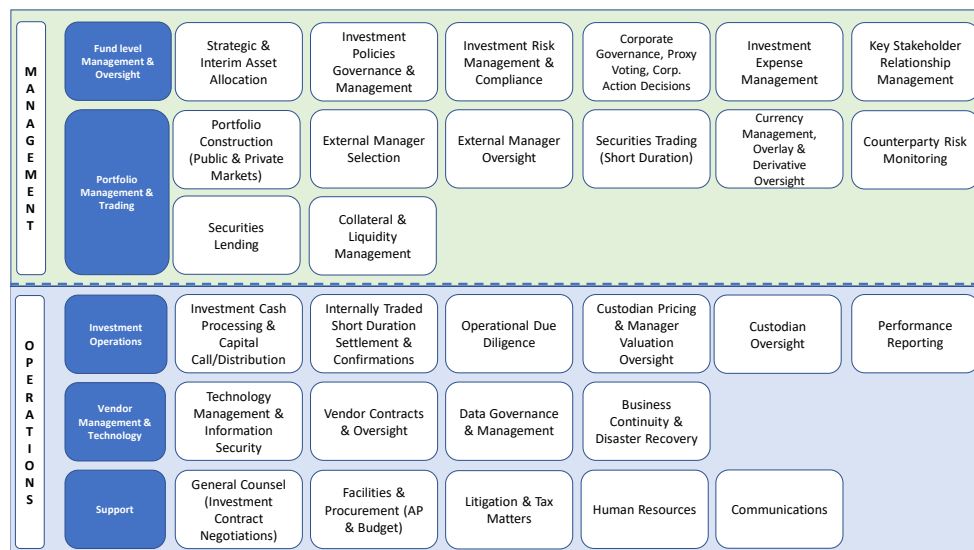 MANAGEMENT
Fund level
Management &
Oversight
Strategic &
Interim Asset
Allocation
Investment
Policies
Governance &
Management
Investment Risk
Management &
Compliance
Corporate
Governance, Proxy
Voting, Corp.
Action Decisions
Investment
Expense
Management
Key Stakeholder
Relationship
Management
Portfolio
Management &
Trading
Portfolio
Construction
(Public & Private
Markets)
External Manager
Selection
External Manager
Oversight
Securities Trading
(Short Duration)
Currency
Management,
Overlay &
Derivative
Oversight
Counterparty Risk
Monitoring
Securities
Lending
Collateral &
Liquidity
Management
OPERATIONS
Investment
Operations
Investment Cash
Processing &
Capital
Call/Distribution
Internally Traded
Short Duration
Settlement &
Confirmations
Operational Due
Diligence
Custodian
Pricing &
Manager
Valuation
Oversight
Custodian
Oversight
Performance
Reporting
Vendor
Management &
Technology
Technology
Management &
Information
Security
Vendor Contracts
& Oversight
Data Governance
& Management
Business
Continuity &
Disaster Recovery
Support
General Counsel
(Investment
Contract
Negotiations)
Facilities &
Procurement (AP
& Budget)
Litigation & Tax
Matters
Human Resources
Communications